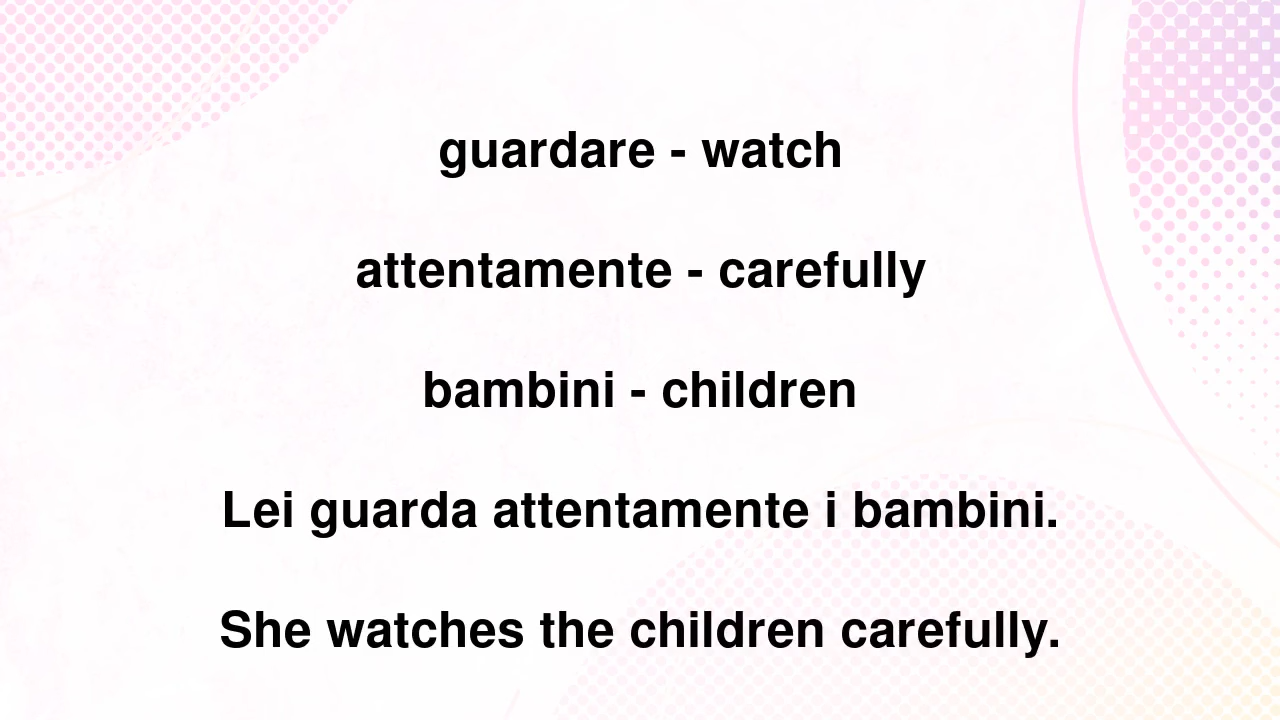 guardare - watch
attentamente - carefully
bambini - children
Lei guarda attentamente i bambini.
She watches the children carefully.